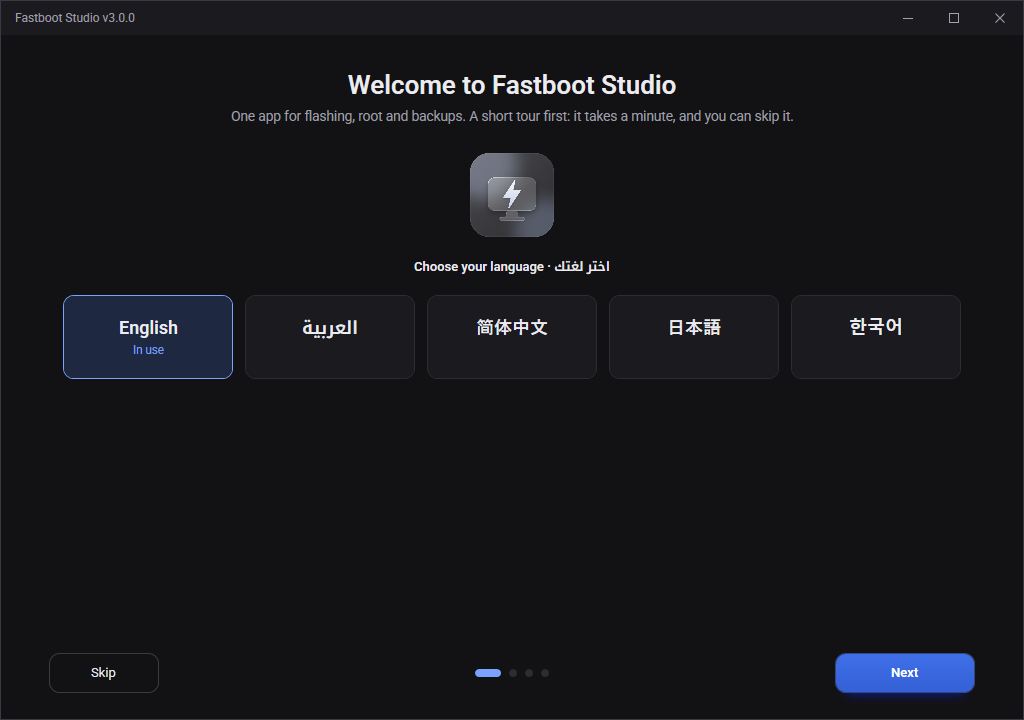 Fastboot Studio v3.0.0
Welcome to Fastboot Studio
One app for flashing, root and backups. A short tour first: it takes a minute, and you can skip it.
Choose your language · اختر لغتك
English
In use
العربية
简体中文
日本語
한국어
Skip
Next